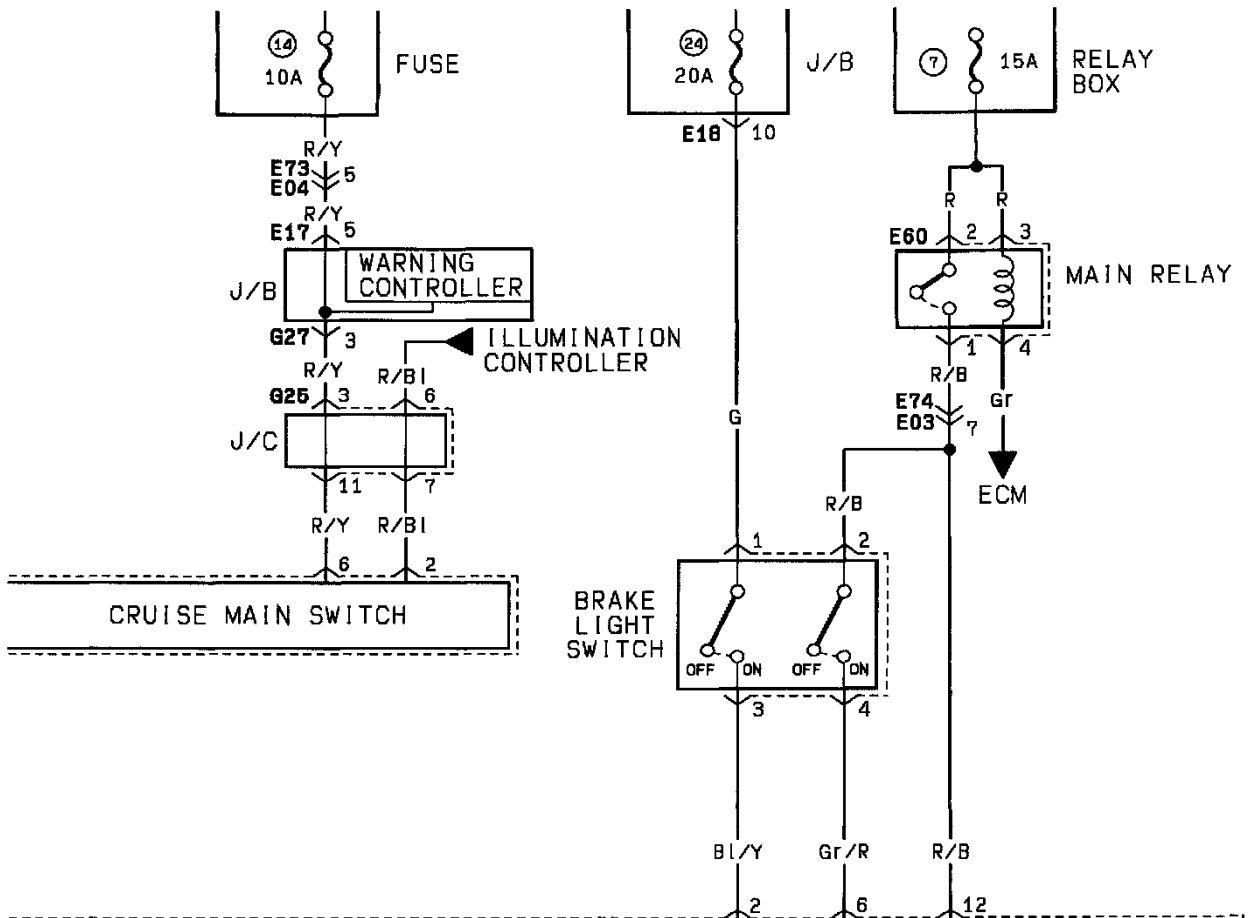 14
10A
FUSE
24
20A
J/B
7
15A
RELAY
BOX
R/Y
E73
E04
5
R/Y
E17
5
WARNING
CONTROLLER
J/B
G27
3
ILLUMINATION
CONTROLLER
R/Y
R/Bl
G25
3
6
J/C
11
7
R/Y
R/Bl
6
2
CRUISE MAIN SWITCH
E18
10
G
R
R
E60
2
3
MAIN RELAY
1
4
R/B
E74
E03
7
Gr
ECM
R/B
1
2
BRAKE
LIGHT
SWITCH
OFF
ON
OFF
ON
3
4
Bl/Y
Gr/R
R/B
2
6
12